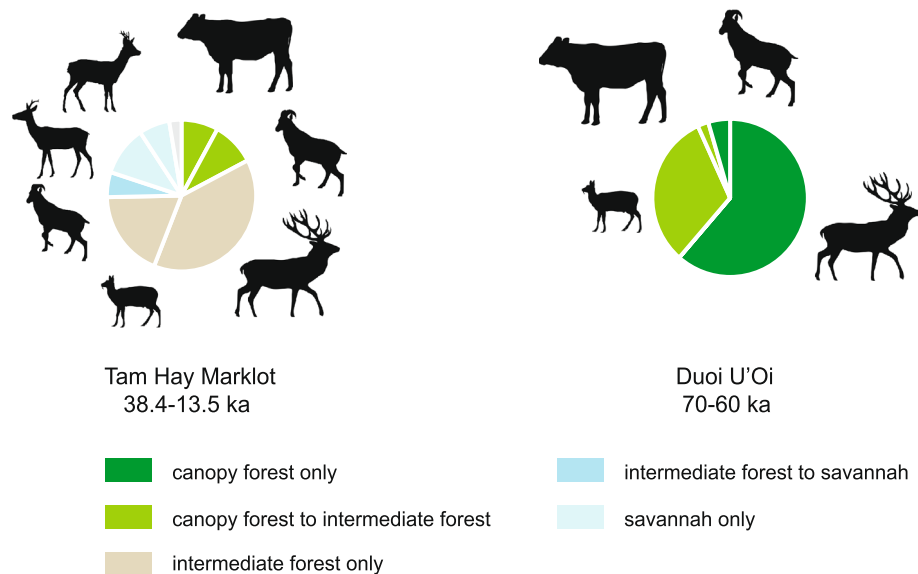 Tam Hay Marklot
38.4-13.5 ka
Duoi U’Oi
70-60 ka
canopy forest only
canopy forest to intermediate forest
intermediate forest only
intermediate forest to savannah
savannah only